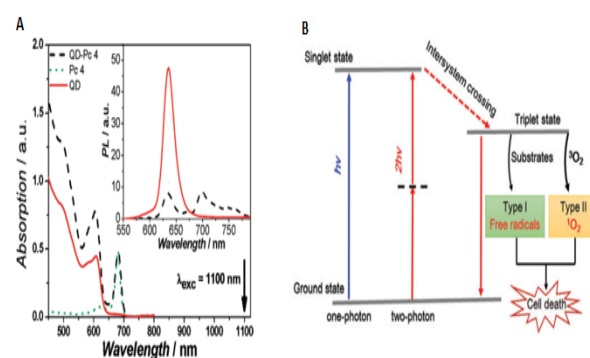 A
Absorption / a.u.
2.0
1.5
1.0
0.5
0.0
500
600
700
800
900
1000
1100
Wavelength / nm
QD-Pc 4
Pc 4
QD
PL / a.u.
50
40
30
20
10
0
550
600
650
700
750
Wavelength / nm
λexc = 1100 nm
B
Singlet state
Intersystem crossing
Triplet state
hv
2hv
Substrates
³O₂
Type I
Free radicals
Type II
¹O₂
Cell death
Ground state
one-photon
two-photon